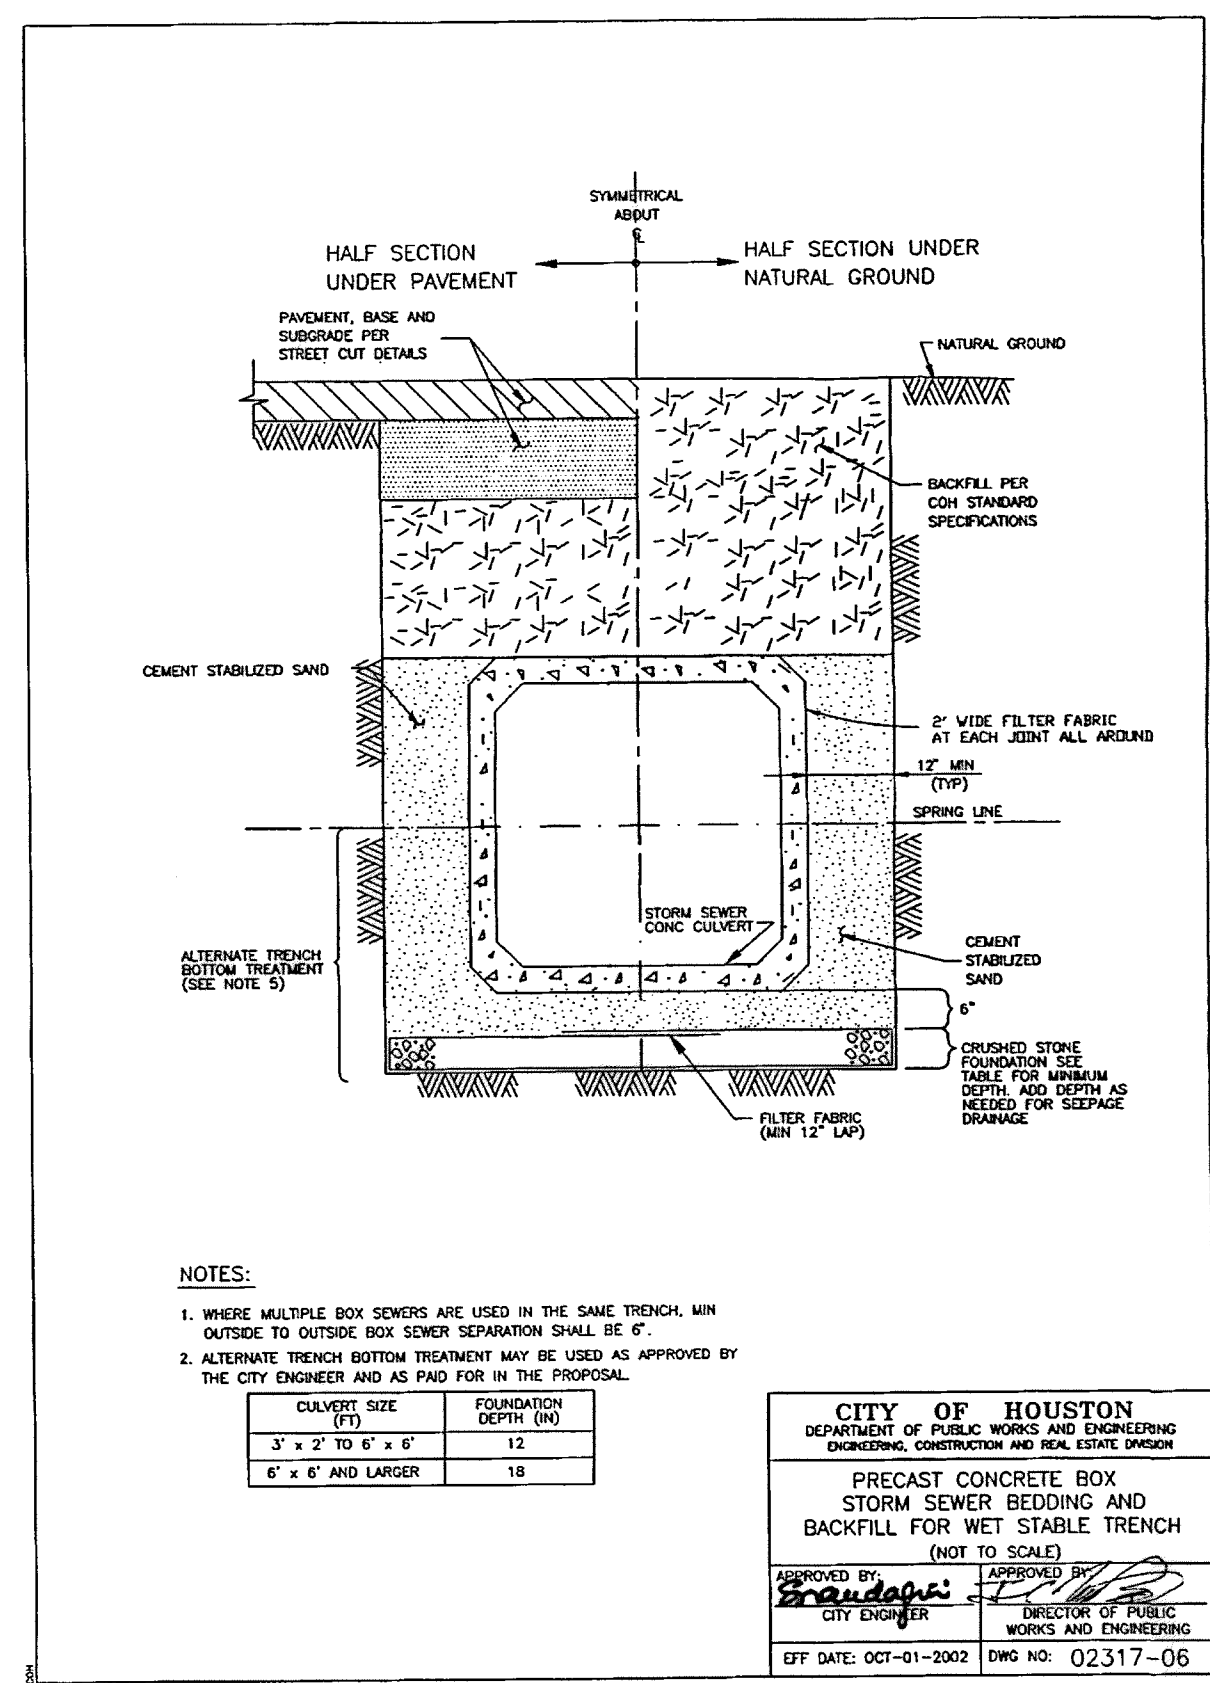 SYMMETRICAL
ABOUT
℄
HALF SECTION
UNDER PAVEMENT
HALF SECTION UNDER
NATURAL GROUND
PAVEMENT, BASE AND
SUBGRADE PER
STREET CUT DETAILS
NATURAL GROUND
BACKFILL PER
COH STANDARD
SPECIFICATIONS
CEMENT STABILIZED SAND
2' WIDE FILTER FABRIC
AT EACH JOINT ALL AROUND
12" MIN
(TYP)
SPRING LINE
STORM SEWER
CONC CULVERT
ALTERNATE TRENCH
BOTTOM TREATMENT
(SEE NOTE 5)
CEMENT
STABILIZED
SAND
6"
CRUSHED STONE
FOUNDATION SEE
TABLE FOR MINIMUM
DEPTH. ADD DEPTH AS
NEEDED FOR SEEPAGE
DRAINAGE
FILTER FABRIC
(MIN 12" LAP)
NOTES:
1. WHERE MULTIPLE BOX SEWERS ARE USED IN THE SAME TRENCH, MIN
OUTSIDE TO OUTSIDE BOX SEWER SEPARATION SHALL BE 6".
2. ALTERNATE TRENCH BOTTOM TREATMENT MAY BE USED AS APPROVED BY
THE CITY ENGINEER AND AS PAID FOR IN THE PROPOSAL
CULVERT SIZE
(FT)
FOUNDATION
DEPTH (IN)
3' x 2' TO 6' x 6' 12
6' x 6' AND LARGER 18
CITY OF HOUSTON
DEPARTMENT OF PUBLIC WORKS AND ENGINEERING
ENGINEERING, CONSTRUCTION AND REAL ESTATE DIVISION
PRECAST CONCRETE BOX
STORM SEWER BEDDING AND
BACKFILL FOR WET STABLE TRENCH
(NOT TO SCALE)
APPROVED BY:
CITY ENGINEER
APPROVED BY:
DIRECTOR OF PUBLIC
WORKS AND ENGINEERING
EFF DATE: OCT-01-2002
DWG NO: 02317-06